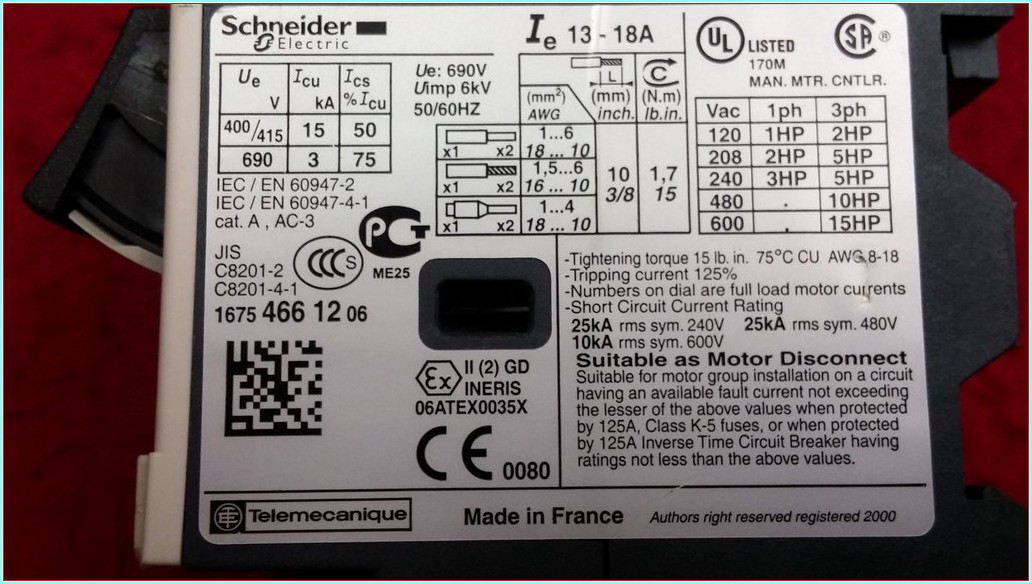 Schneider
Electric
Ie 13 - 18A
UL LISTED
170M
MAN. MTR. CNTLR.
SA ®
Ue V Icu kA Ics % Icu
400/415 15 50
690 3 75
Ue: 690V
Uimp 6kV
50/60HZ
L
(mm²) (mm) (N.m)
AWG inch. lb.in.
x1 x2 1...6
18 ... 10
x1 x2 1,5...6
16 ... 10
x1 x2 1...4
18 ... 10
10
3/8
1,7
15
Vac 1ph 3ph
120 1HP 2HP
208 2HP 5HP
240 3HP 5HP
480 . 10HP
600 . 15HP
IEC / EN 60947-2
IEC / EN 60947-4-1
cat. A , AC-3
JIS
C8201-2
C8201-4-1
CCC S
РСТ
ME25
1675 466 12 06
-Tightening torque 15 lb. in. 75°C CU AWG 8-18
-Tripping current 125%
-Numbers on dial are full load motor currents
-Short Circuit Current Rating
25kA rms sym. 240V 25kA rms sym. 480V
10kA rms sym. 600V
Suitable as Motor Disconnect
Suitable for motor group installation on a circuit
having an available fault current not exceeding
the lesser of the above values when protected
by 125A, Class K-5 fuses, or when protected
by 125A Inverse Time Circuit Breaker having
ratings not less than the above values.
Ex II (2) GD
INERIS
06ATEX0035X
CE 0080
Telemecanique
Made in France
Authors right reserved registered 2000